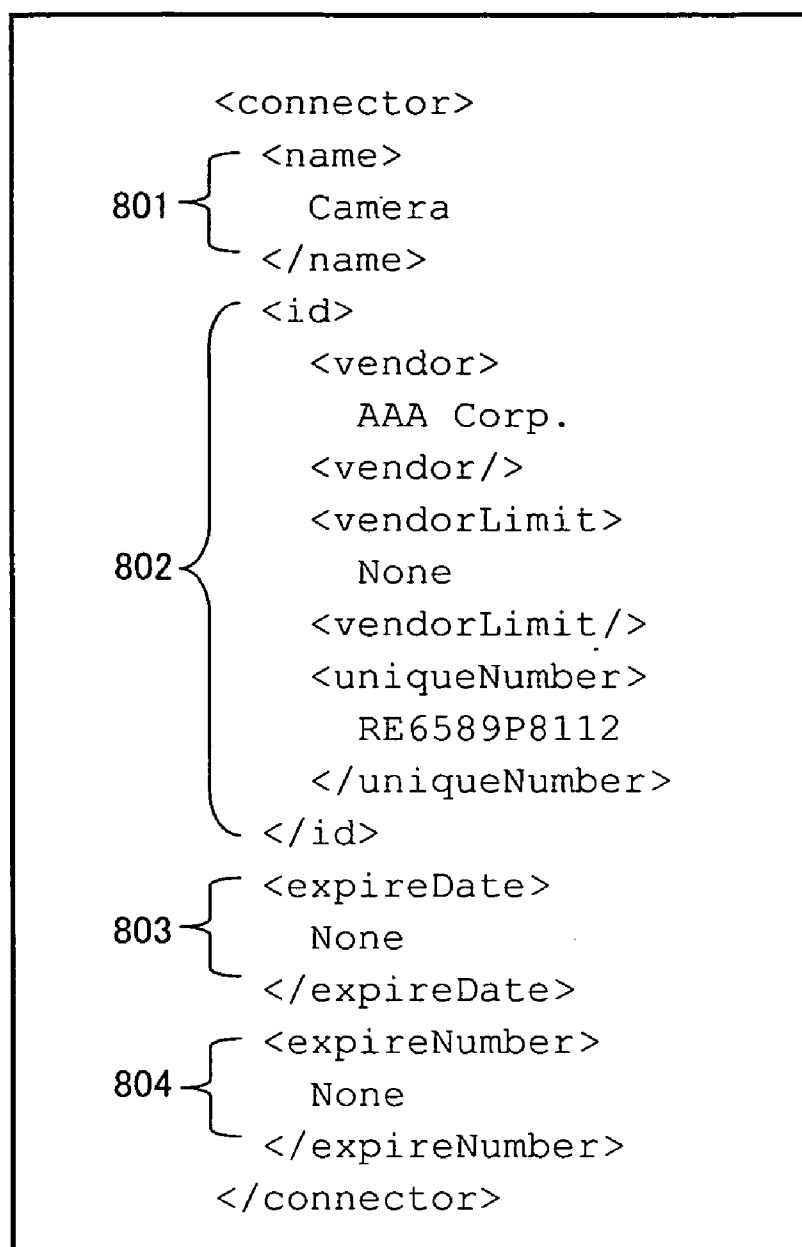 <connector>
<name>
801
Camera
</name>
<id>
<vendor>
AAA Corp.
<vendor/>
<vendorLimit>
802
None
<vendorLimit/>
<uniqueNumber>
RE6589P8112
</uniqueNumber>
</id>
<expireDate>
803
None
</expireDate>
<expireNumber>
804
None
</expireNumber>
</connector>